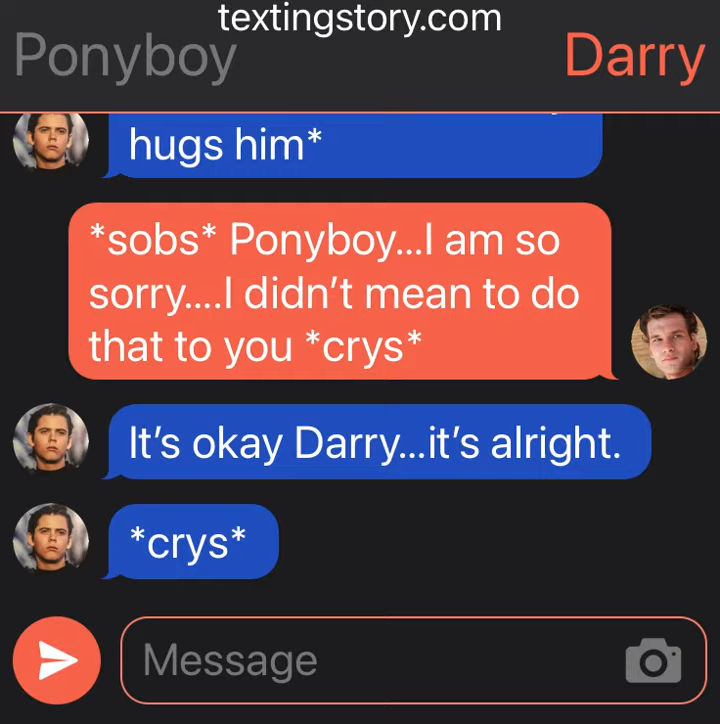 textingstory.com
Ponyboy
Darry
hugs him*
*sobs* Ponyboy...I am so
sorry....I didn't mean to do
that to you *crys*
It's okay Darry...it's alright.
*crys*
Message